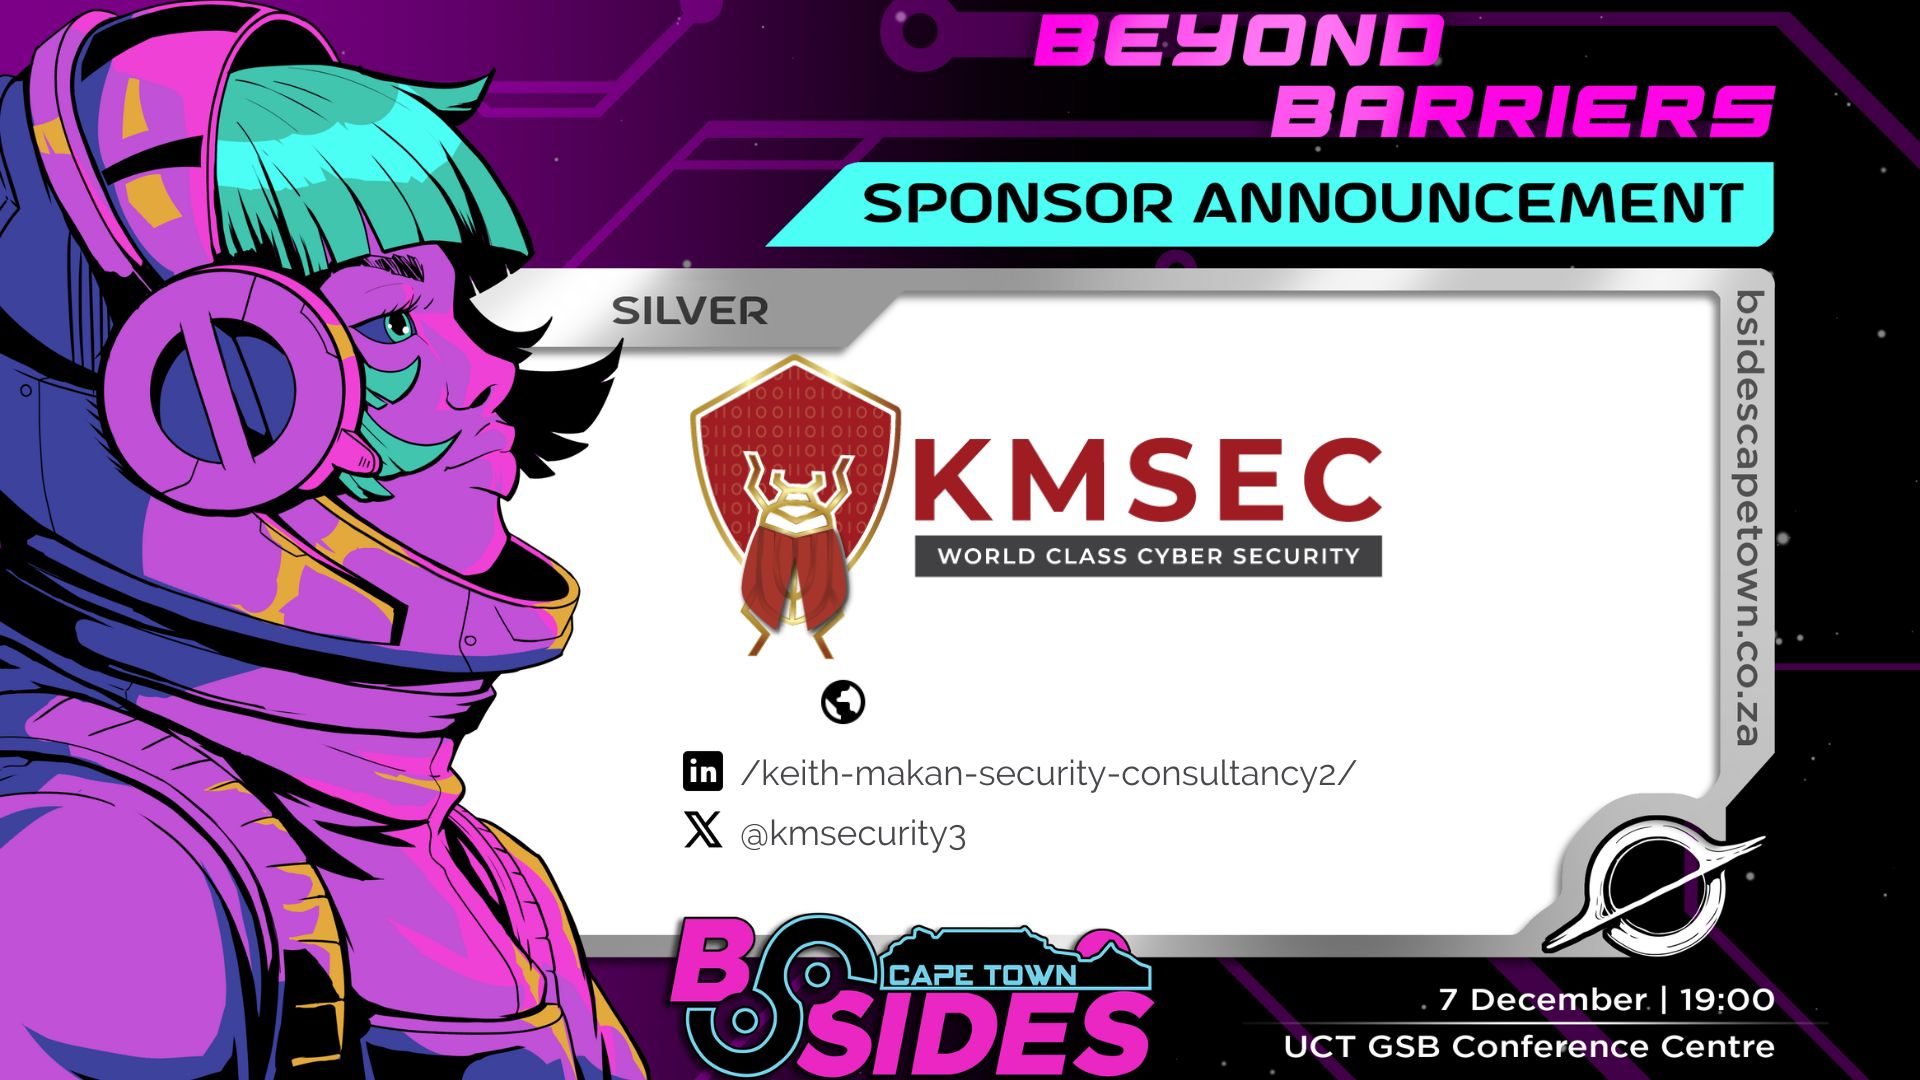 BEYOND
BARRIERS
SPONSOR ANNOUNCEMENT
SILVER
bsidescapetown.co.za
KMSEC
WORLD CLASS CYBER SECURITY
in /keith-makan-security-consultancy2/
X @kmsecurity3
BSIDES
CAPE TOWN
7 December | 19:00
UCT GSB Conference Centre